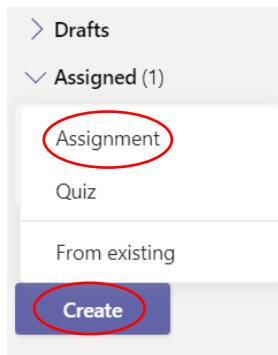 Drafts
Assigned (1)
Assignment
Quiz
From existing
Create